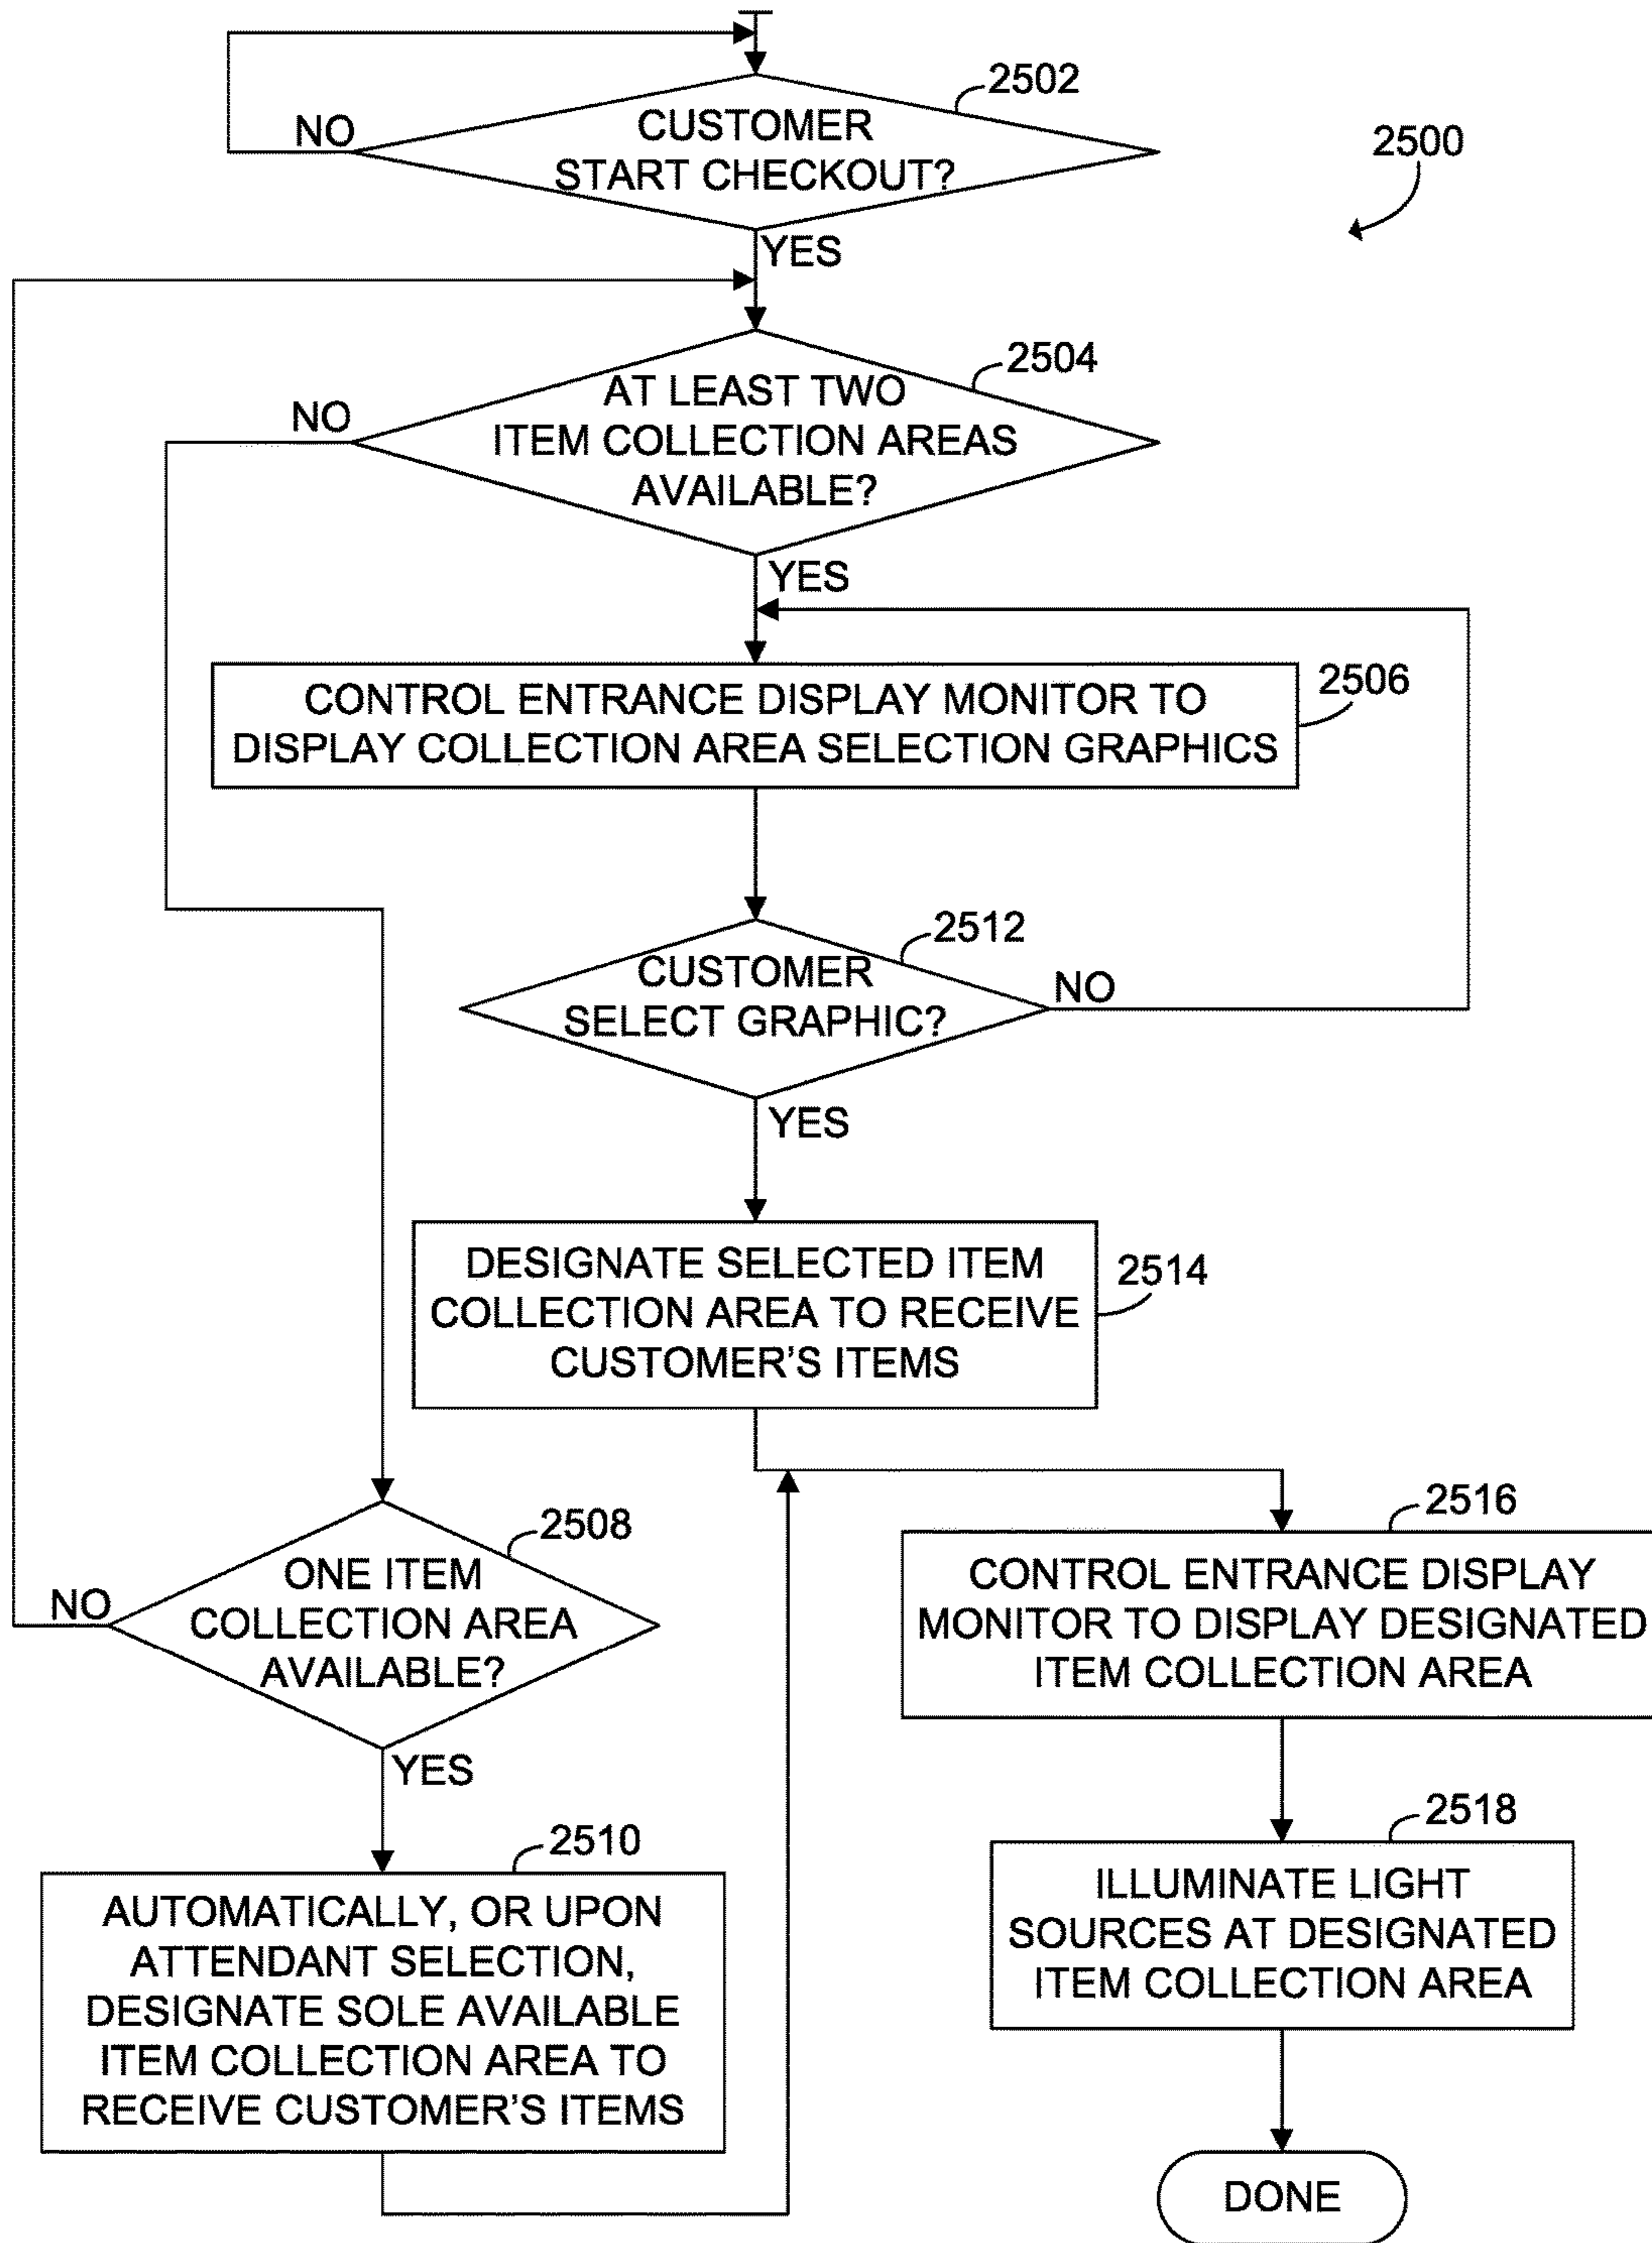 2502
CUSTOMER
START CHECKOUT?
NO
2500
YES
2504
AT LEAST TWO
ITEM COLLECTION AREAS
AVAILABLE?
NO
YES
2506
CONTROL ENTRANCE DISPLAY MONITOR TO
DISPLAY COLLECTION AREA SELECTION GRAPHICS
2512
CUSTOMER
SELECT GRAPHIC?
NO
YES
DESIGNATE SELECTED ITEM
COLLECTION AREA TO RECEIVE
CUSTOMER'S ITEMS
2514
2508
ONE ITEM
COLLECTION AREA
AVAILABLE?
NO
YES
2510
AUTOMATICALLY, OR UPON
ATTENDANT SELECTION,
DESIGNATE SOLE AVAILABLE
ITEM COLLECTION AREA TO
RECEIVE CUSTOMER'S ITEMS
2516
CONTROL ENTRANCE DISPLAY
MONITOR TO DISPLAY DESIGNATED
ITEM COLLECTION AREA
2518
ILLUMINATE LIGHT
SOURCES AT DESIGNATED
ITEM COLLECTION AREA
DONE